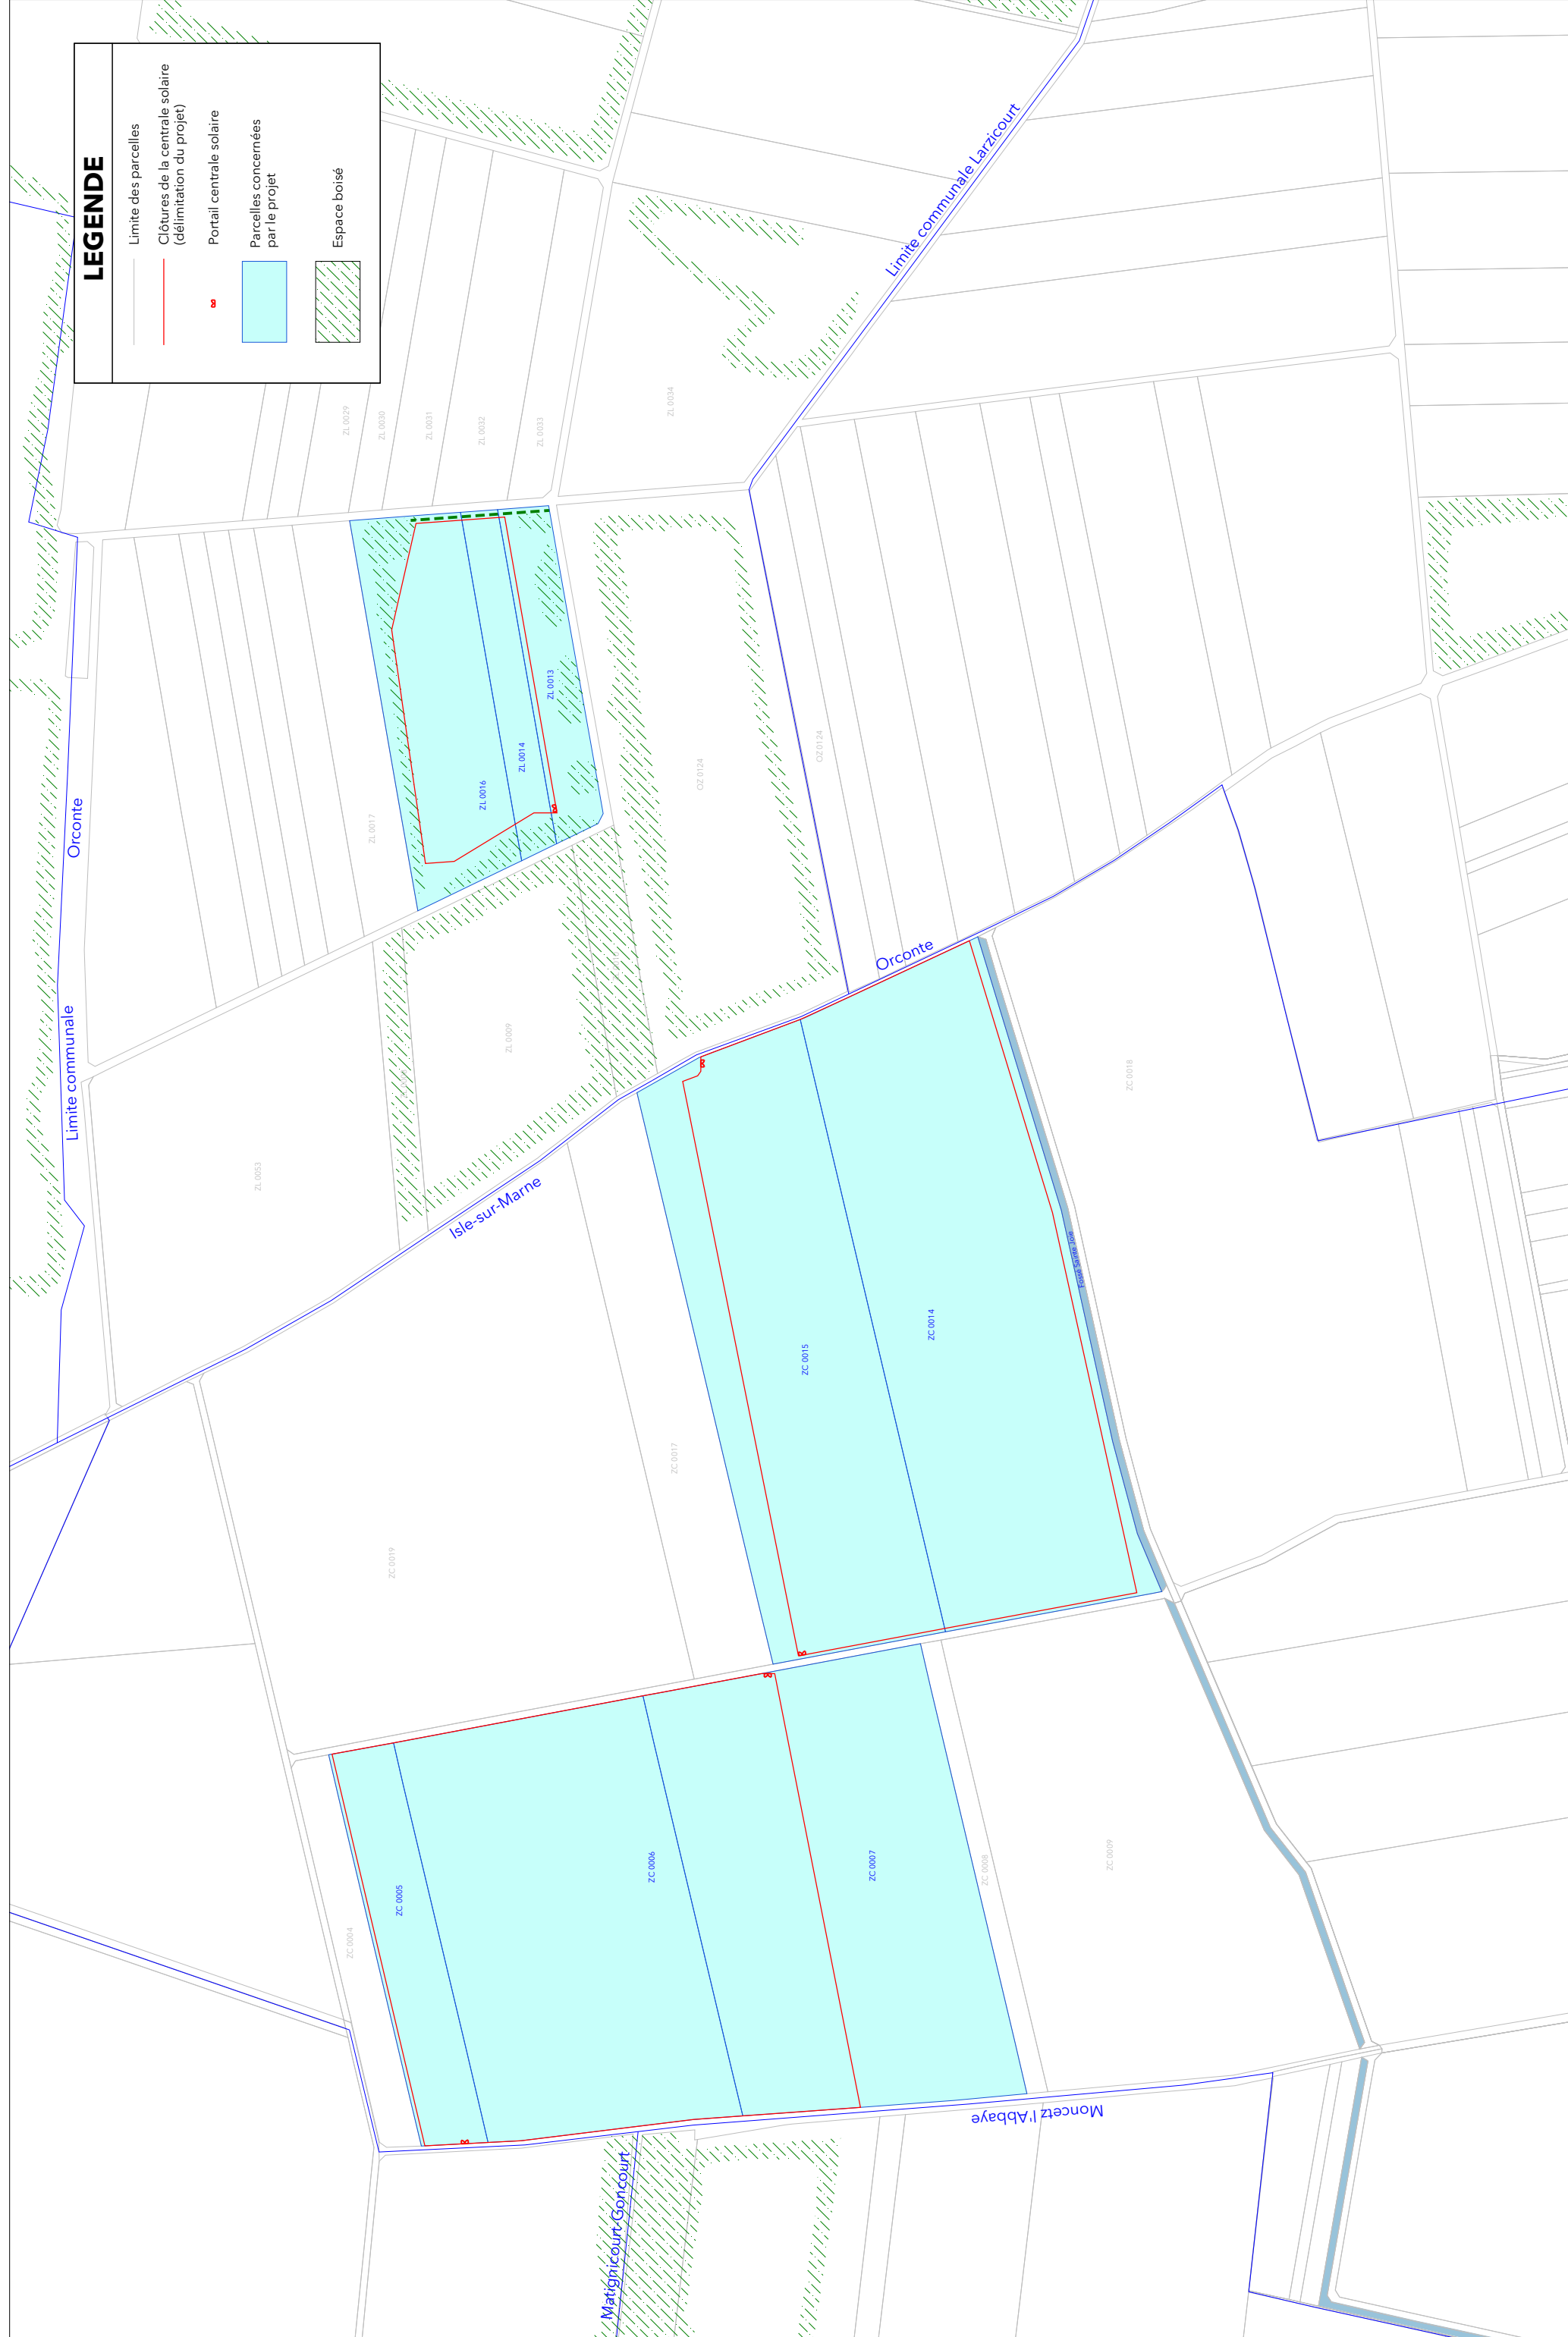 LEGENDE
Limite des parcelles
Clôtures de la centrale solaire
(délimitation du projet)
Portail centrale solaire
Parcelles concernées
par le projet
Espace boisé
Limite communale Larzicourt
ZL 0029
ZL 0030
ZL 0031
ZL 0032
ZL 0033
ZL 0034
ZL 0013
ZL 0014
ZL 0016
ZL 0017
OZ 0124
OZ 0124
Orconte
Limite communale
Orconte
ZL 0009
ZL 0053
Isle-sur-Marne
ZC 0018
ZC 0015
ZC 0014
ZC 0017
ZC 0019
ZC 0004
ZC 0005
ZC 0006
ZC 0007
ZC 0008
ZC 0009
Moncetz l'Abbaye
Matignicourt-Goncourt